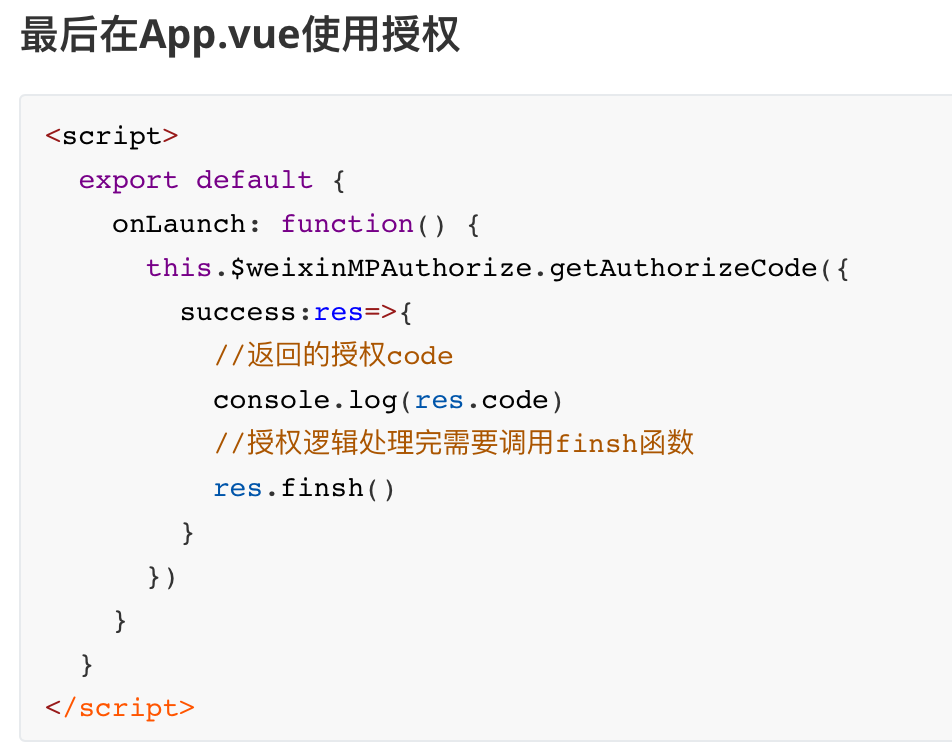 最后在App.vue使用授权
<script>
  export default {
    onLaunch: function() {
      this.$weixinMPAuthorize.getAuthorizeCode({
        success:res=>{
          //返回的授权code
          console.log(res.code)
          //授权逻辑处理完需要调用finsh函数
          res.finsh()
        }
      })
    }
  }
</script>